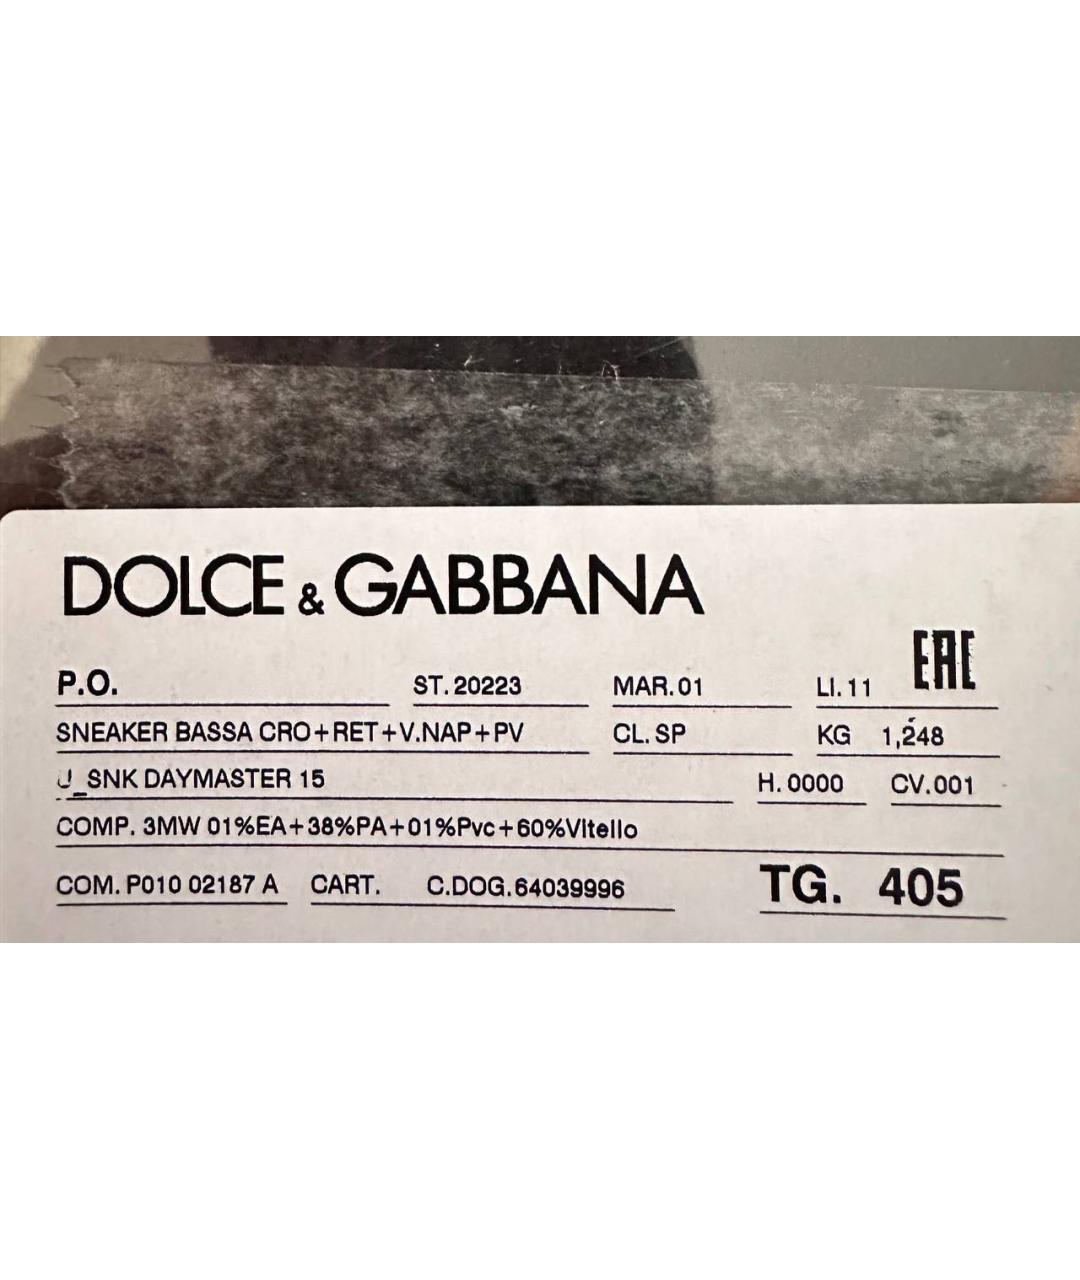 DOLCE & GABBANA
EAC
P.O. ST. 20223 MAR. 01 LI. 11
SNEAKER BASSA CRO+RET+V.NAP+PV CL. SP KG 1,248
U_SNK DAYMASTER 15 H. 0000 CV. 001
COMP. 3MW 01%EA+38%PA+01%Pvc+60%Vitello
COM. P010 02187 A CART. C.DOG. 64039996 TG. 405